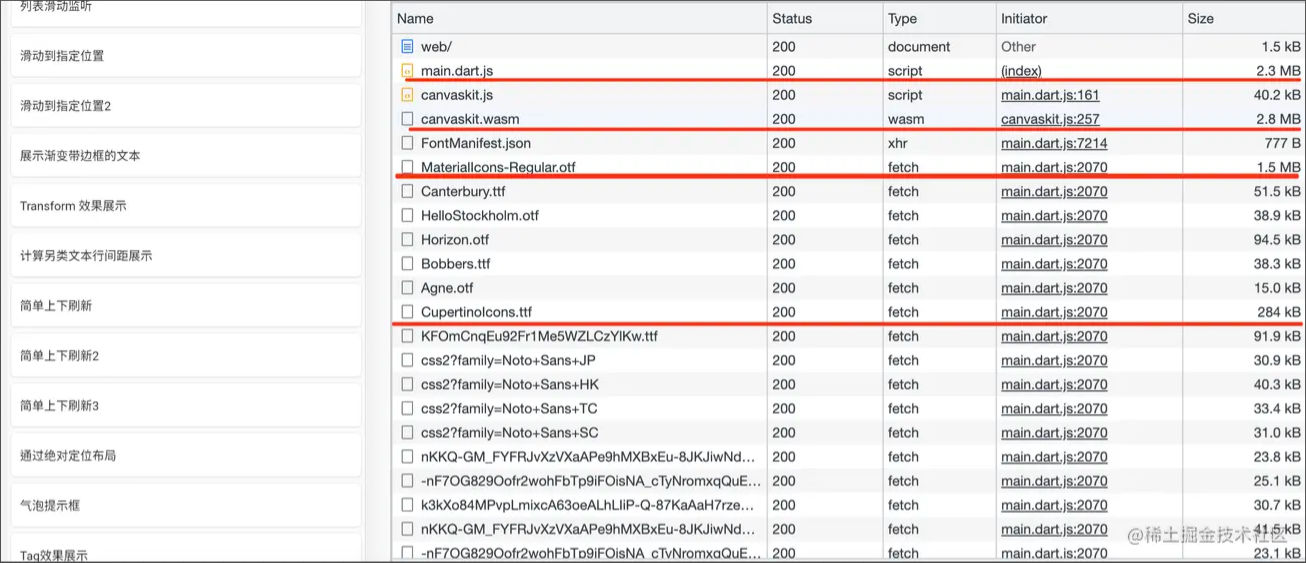 列表滑动监听
滑动到指定位置
滑动到指定位置2
展示渐变带边框的文本
Transform 效果展示
计算另类文本行间距展示
简单上下刷新
简单上下刷新2
简单上下刷新3
通过绝对定位布局
气泡提示框
Tag效果展示
Name Status Type Initiator Size
web/ 200 document Other 1.5 kB
main.dart.js 200 script (index) 2.3 MB
canvaskit.js 200 script main.dart.js:161 40.2 kB
canvaskit.wasm 200 wasm canvaskit.js:257 2.8 MB
FontManifest.json 200 xhr main.dart.js:7214 777 B
MaterialIcons-Regular.otf 200 fetch main.dart.js:2070 1.5 MB
Canterbury.ttf 200 fetch main.dart.js:2070 51.5 kB
HelloStockholm.otf 200 fetch main.dart.js:2070 38.9 kB
Horizon.otf 200 fetch main.dart.js:2070 94.5 kB
Bobbers.ttf 200 fetch main.dart.js:2070 38.3 kB
Agne.otf 200 fetch main.dart.js:2070 15.0 kB
CupertinoIcons.ttf 200 fetch main.dart.js:2070 284 kB
KFOmCnqEu92Fr1Me5WZLCzYlKw.ttf 200 fetch main.dart.js:2070 91.9 kB
css2?family=Noto+Sans+JP 200 fetch main.dart.js:2070 30.9 kB
css2?family=Noto+Sans+HK 200 fetch main.dart.js:2070 40.3 kB
css2?family=Noto+Sans+TC 200 fetch main.dart.js:2070 33.4 kB
css2?family=Noto+Sans+SC 200 fetch main.dart.js:2070 31.0 kB
nKKQ-GM_FYFRJvXzVXaAPe9hMXBxEu-8JKJiwNd... 200 fetch main.dart.js:2070 23.8 kB
-nF7OG829Oofr2wohFbTp9iFOisNA_cTyNromxqQuE... 200 fetch main.dart.js:2070 25.1 kB
k3kXo84MPvpLmixcA63oeALhLIiP-Q-87KaAaH7rze... 200 fetch main.dart.js:2070 30.7 kB
nKKQ-GM_FYFRJvXzVXaAPe9hMXBxEu-8JKJiwNd... 200 fetch main.dart.js:2070 41.5 kB
-nF7OG829Oofr2wohFbTp9iFOisNA_cTyNromxqQuE... 200 fetch main.dart.js:2070 23.1 kB
@稀土掘金技术社区